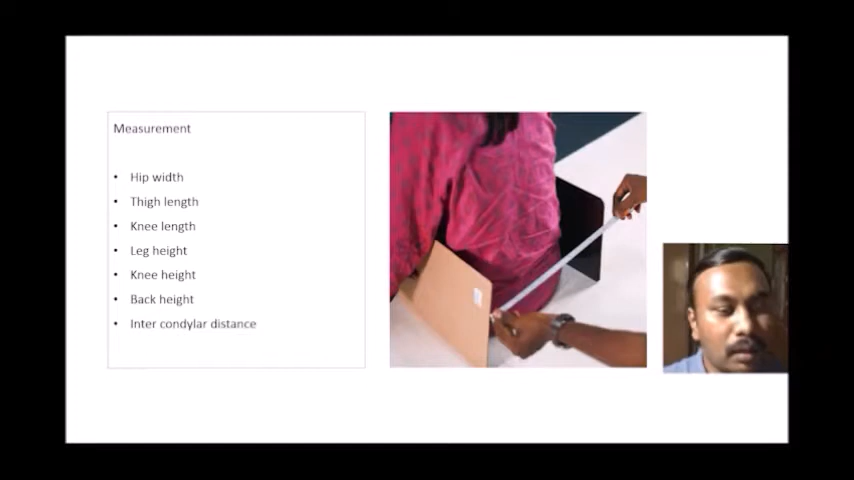 Measurement
• Hip width
• Thigh length
• Knee length
• Leg height
• Knee height
• Back height
• Inter condylar distance